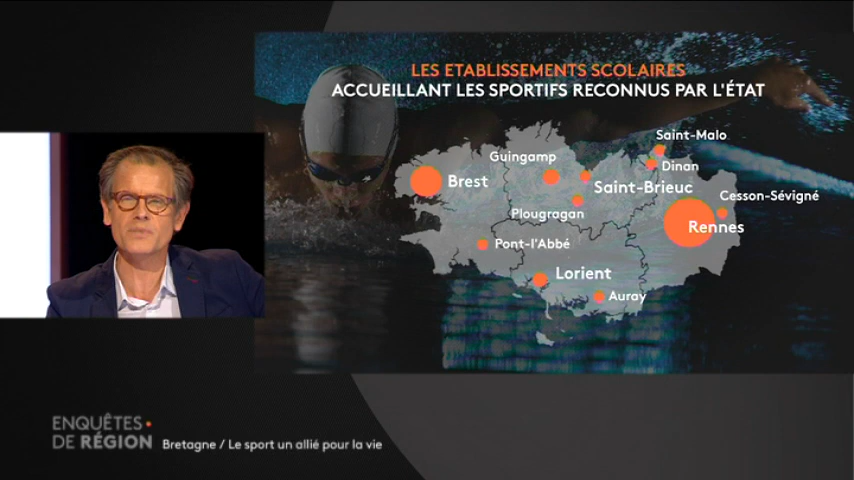 LES ETABLISSEMENTS SCOLAIRES
ACCUEILLANT LES SPORTIFS RECONNUS PAR L'ÉTAT
Saint-Malo
Guingamp
Dinan
Brest
Saint-Brieuc
Cesson-Sévigné
Plougragan
Rennes
Pont-l'Abbé
Lorient
Auray
ENQUÊTES
DE RÉGION
Bretagne / Le sport un allié pour la vie